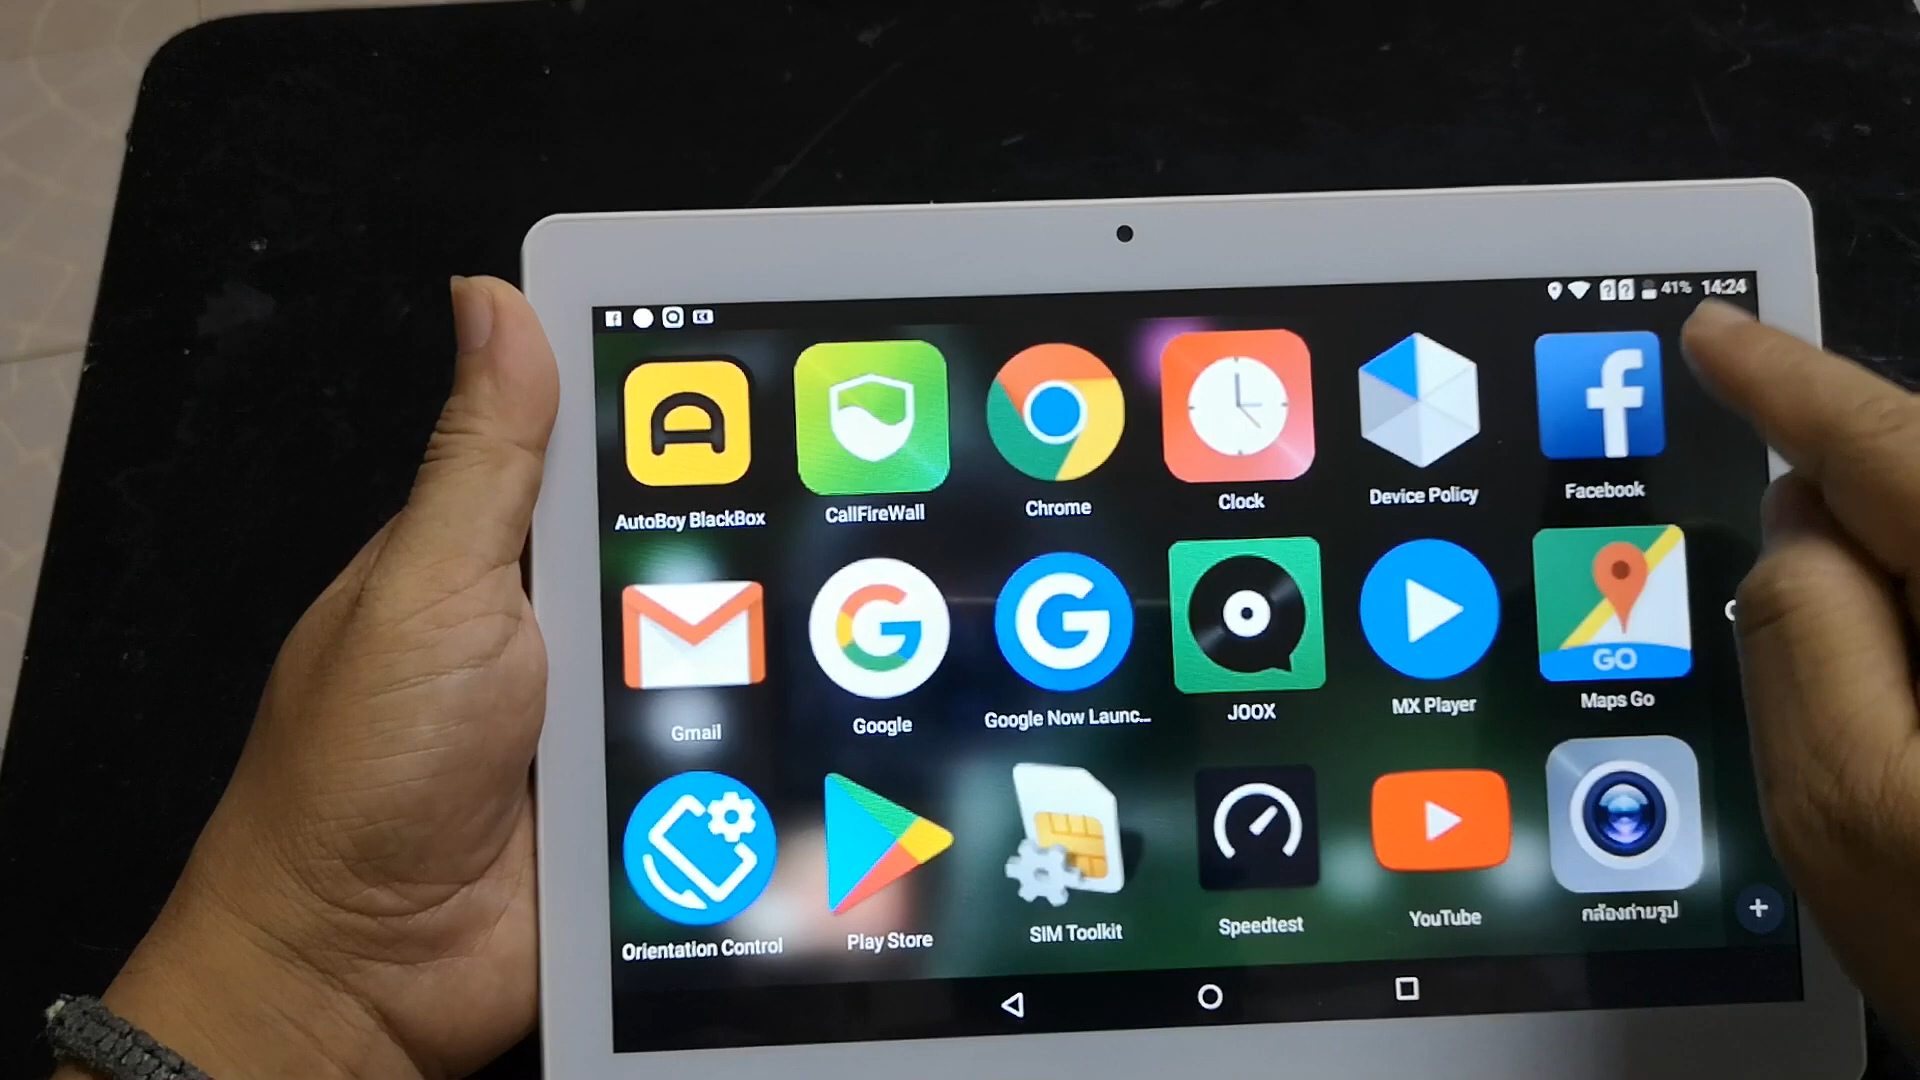 41% 14:24
AutoBoy BlackBox
CallFireWall
Chrome
Clock
Device Policy
Facebook
Gmail
Google
Google Now Launc...
JOOX
MX Player
GO
Maps Go
Orientation Control
Play Store
SIM Toolkit
Speedtest
YouTube
กล้องถ่ายรูป